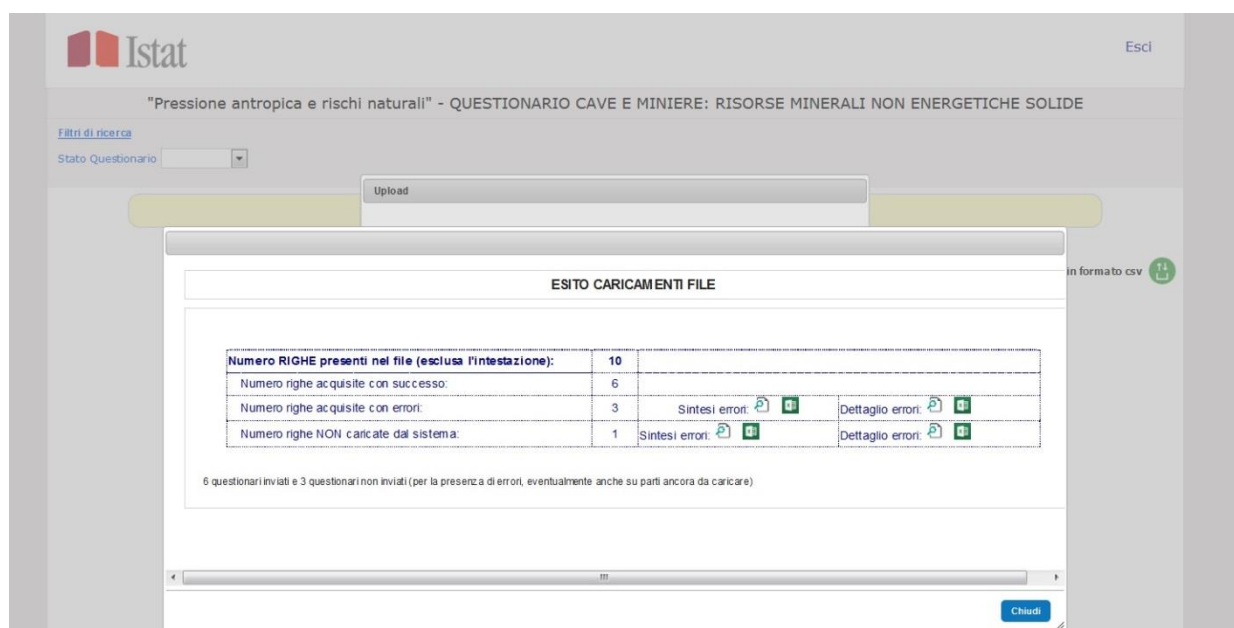 Istat
Esci
"Pressione antropica e rischi naturali" - QUESTIONARIO CAVE E MINIERE: RISORSE MINERALI NON ENERGETICHE SOLIDE
Filtri di ricerca
Stato Questionario
Upload
in formato csv
ESITO CARICAMENTI FILE
Numero RIGHE presenti nel file (esclusa l'intestazione): 10
Numero righe acquisite con successo: 6
Numero righe acquisite con errori: 3 Sintesi errori: Dettaglio errori:
Numero righe NON caricate dal sistema: 1 Sintesi errori: Dettaglio errori:
6 questionari inviati e 3 questionari non inviati (per la presenza di errori, eventualmente anche su parti ancora da caricare)
Chiudi